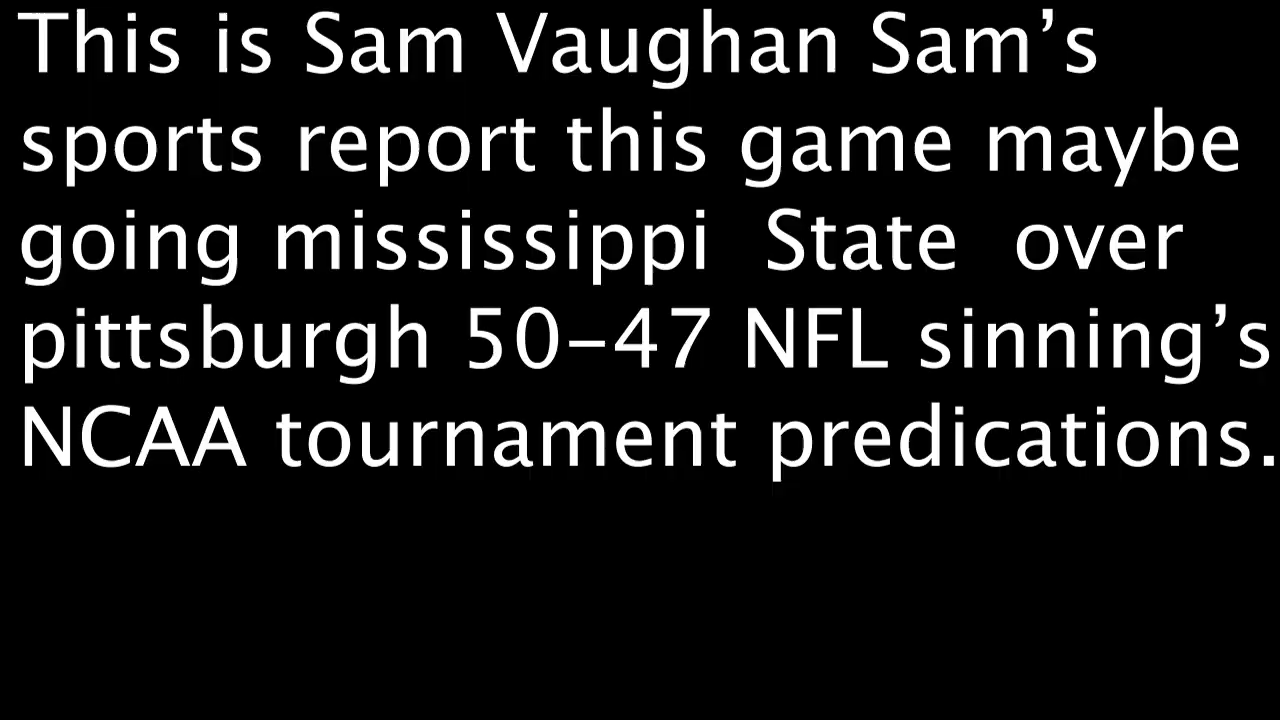 This is Sam Vaughan Sam’s
sports report this game maybe
going mississippi  State  over
pittsburgh 50-47 NFL sinning’s
NCAA tournament predications.